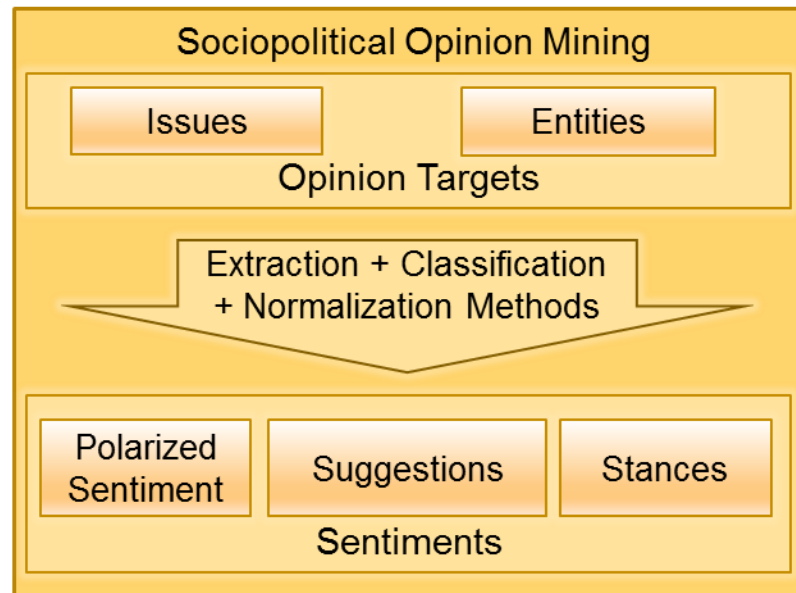 Sociopolitical Opinion Mining
Issues
Entities
Opinion Targets
Extraction + Classification
+ Normalization Methods
Polarized
Sentiment
Suggestions
Stances
Sentiments